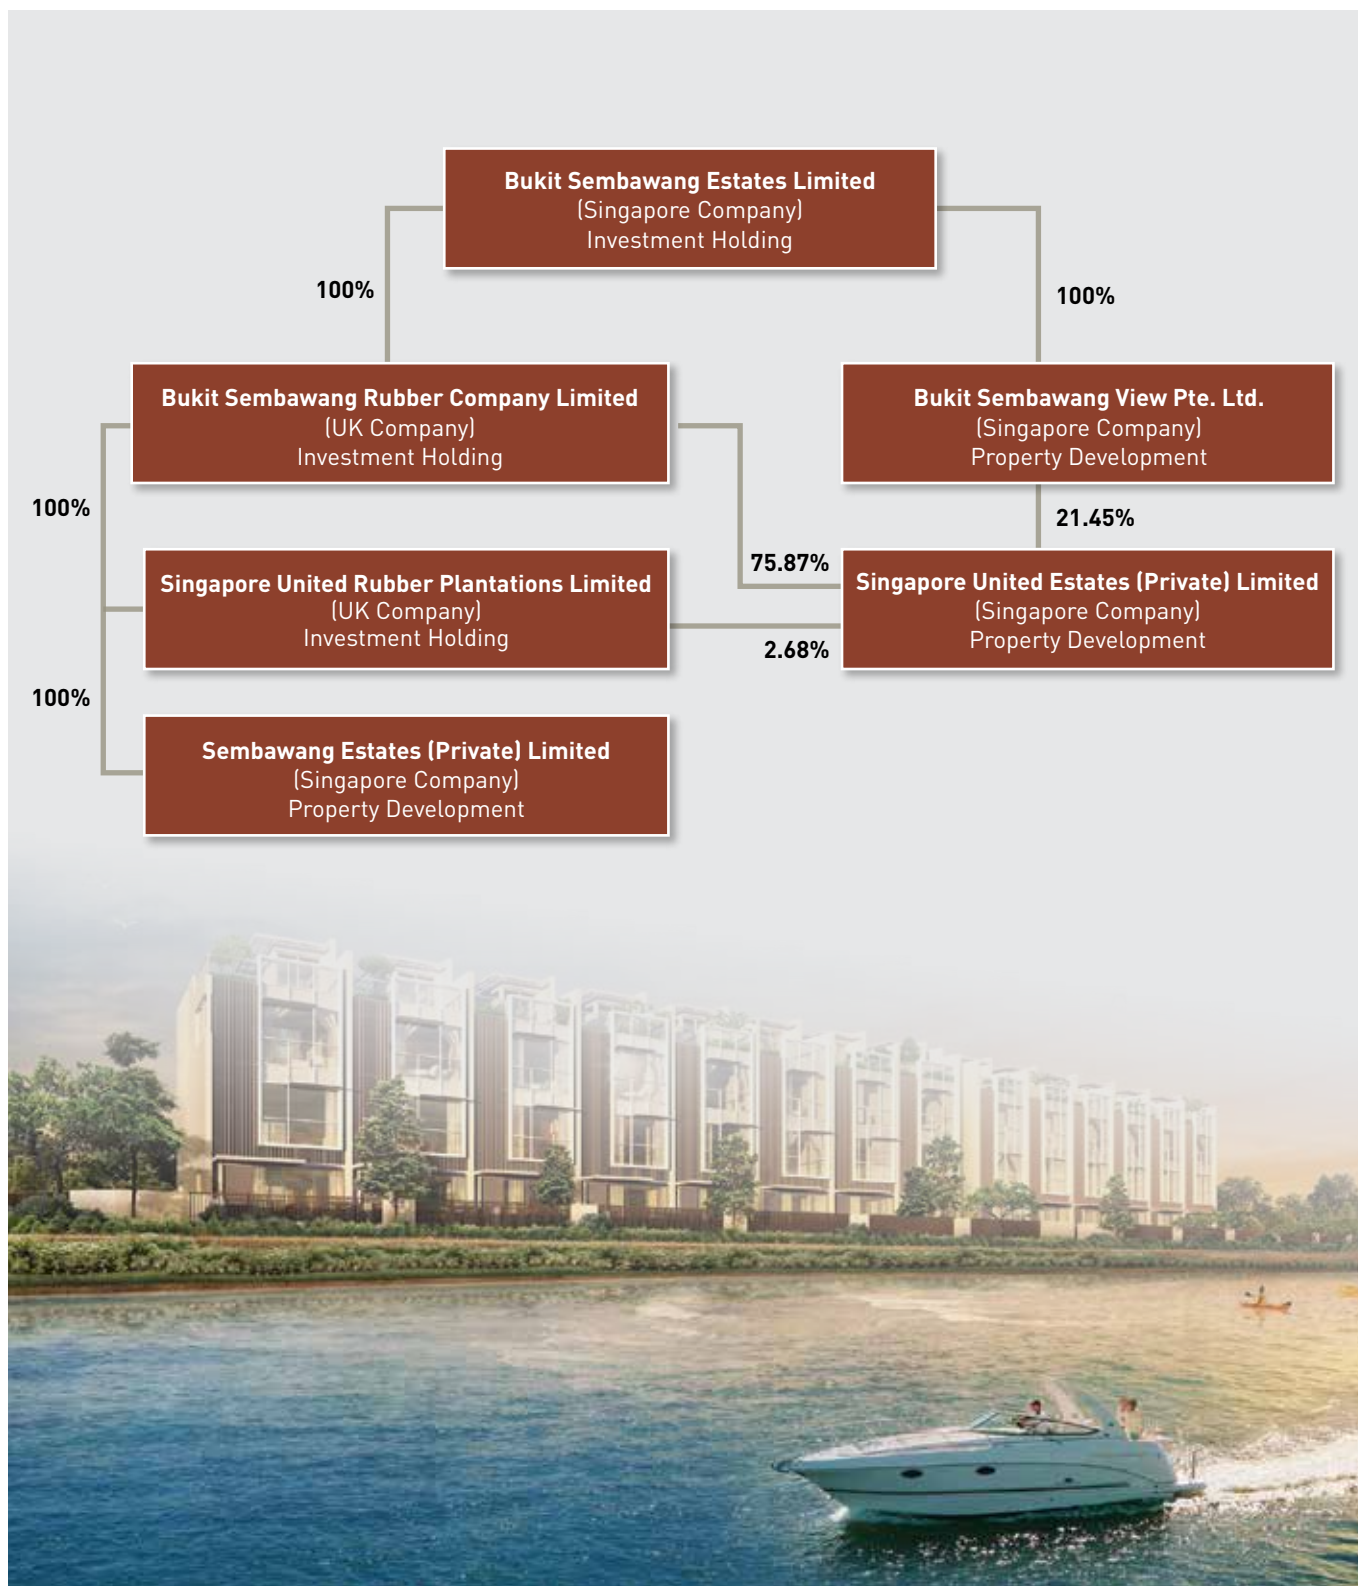 Bukit Sembawang Estates Limited
(Singapore Company)
Investment Holding
100%
100%
Bukit Sembawang Rubber Company Limited
(UK Company)
Investment Holding
Bukit Sembawang View Pte. Ltd.
(Singapore Company)
Property Development
100%
21.45%
75.87%
Singapore United Rubber Plantations Limited
(UK Company)
Investment Holding
Singapore United Estates (Private) Limited
(Singapore Company)
Property Development
2.68%
100%
Sembawang Estates (Private) Limited
(Singapore Company)
Property Development